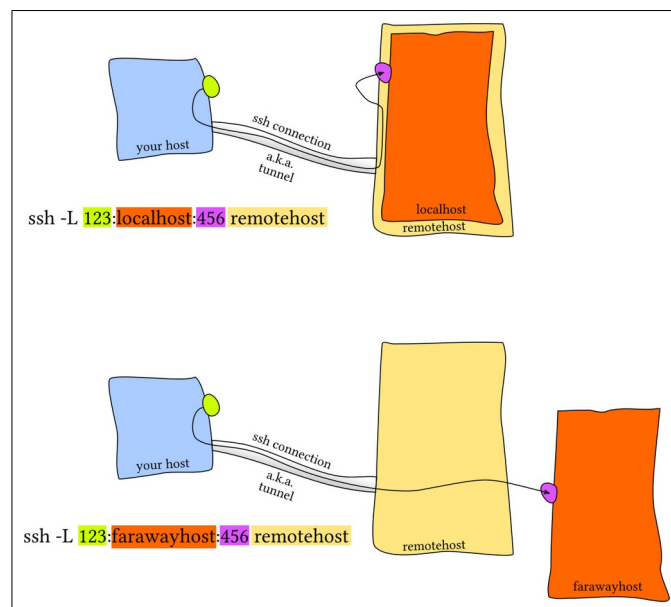 your host
ssh connection
a.k.a.
tunnel
localhost
remotehost
ssh -L 123:localhost:456 remotehost
your host
ssh connection
a.k.a.
tunnel
remotehost
farawayhost
ssh -L 123:farawayhost:456 remotehost